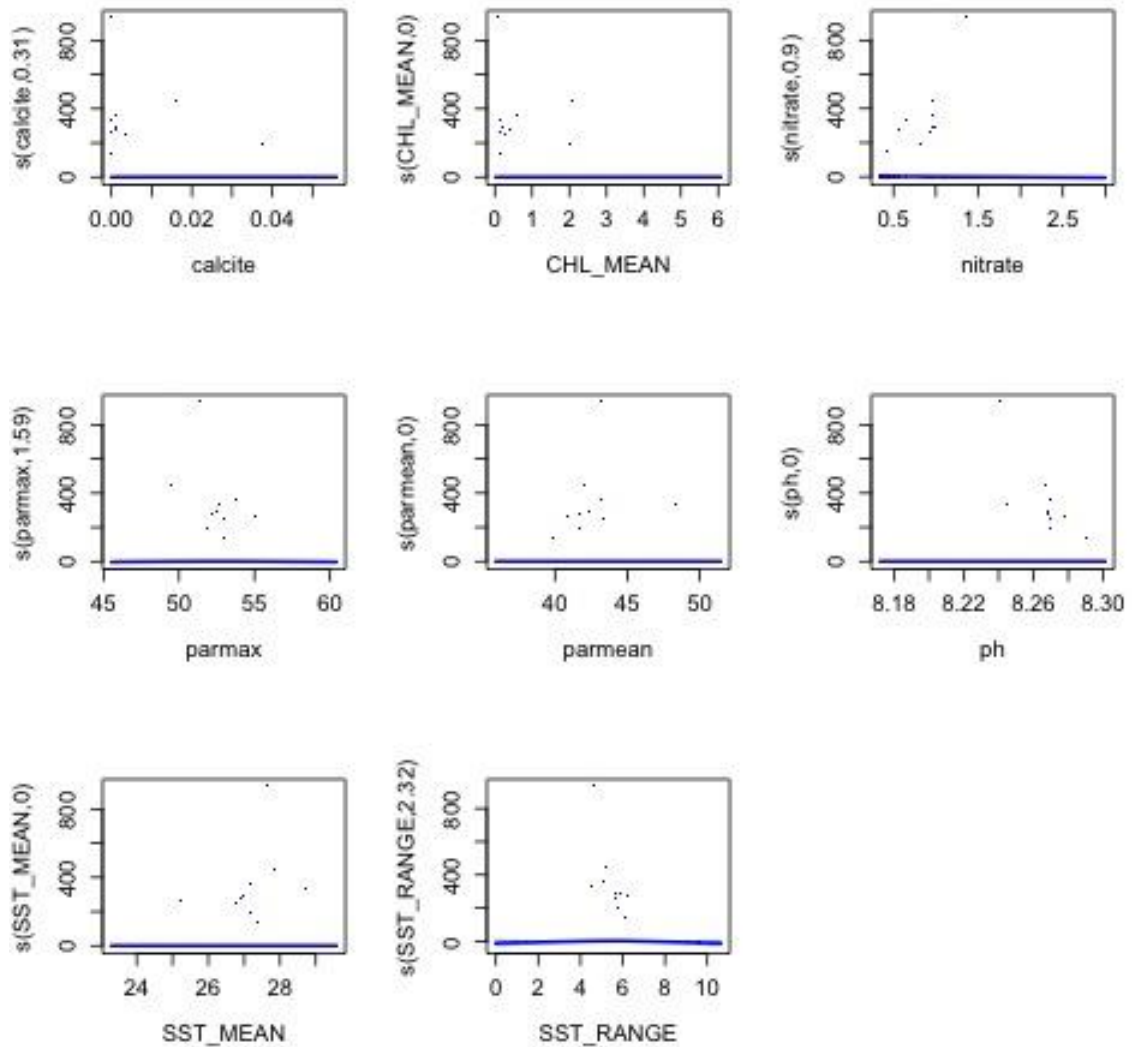 s(calcite,0.31)
800
400
0
0.00 0.02 0.04
calcite
s(CHL_MEAN,0)
800
400
0
0 1 2 3 4 5 6
CHL_MEAN
s(nitrate,0.9)
800
400
0
0.5 1.5 2.5
nitrate
s(parmax,1.59)
800
400
0
45 50 55 60
parmax
s(parmean,0)
800
400
0
40 45 50
parmean
s(ph,0)
800
400
0
8.18 8.22 8.26 8.30
ph
s(SST_MEAN,0)
800
400
0
24 26 28
SST_MEAN
s(SST_RANGE,2.32)
800
400
0
0 2 4 6 8 10
SST_RANGE